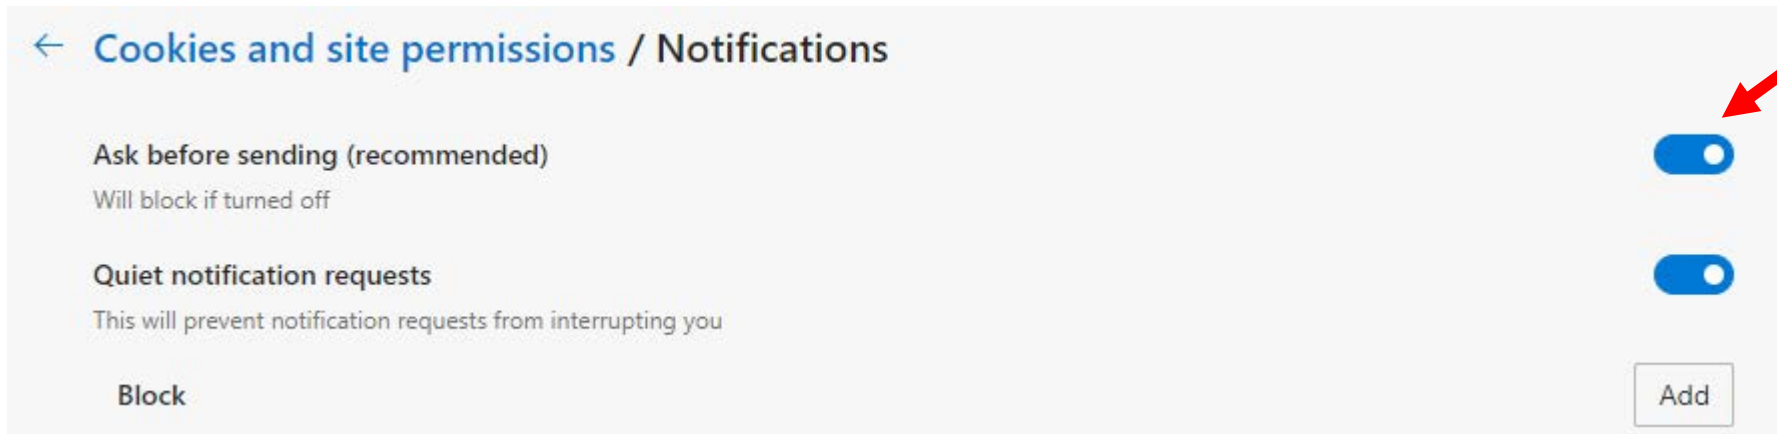 Cookies and site permissions / Notifications
Ask before sending (recommended)
Will block if turned off
Quiet notification requests
This will prevent notification requests from interrupting you
Block
Add